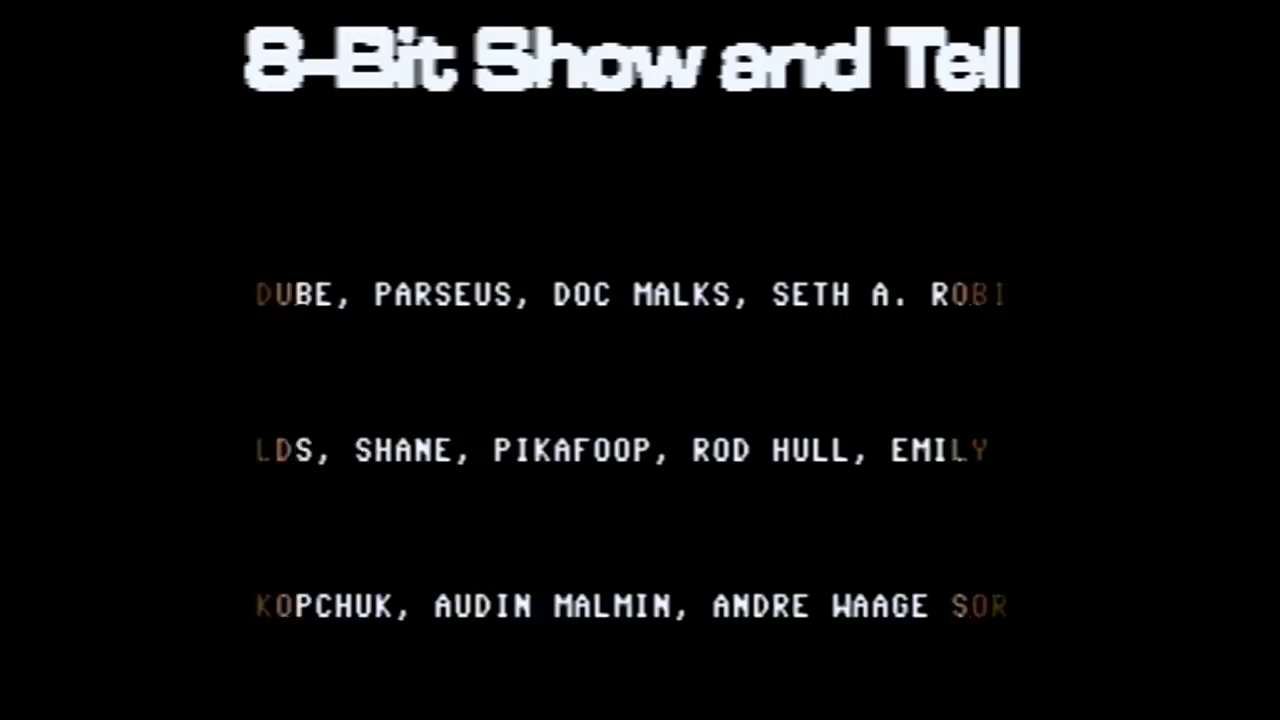 8-Bit Show and Tell
DUBE, PARSEUS, DOC MALKS, SETH A. ROBI
LDS, SHANE, PIKAFOOP, ROD HULL, EMILY
KOPCHUK, AUDIN MALMIN, ANDRE WAAGE SOR